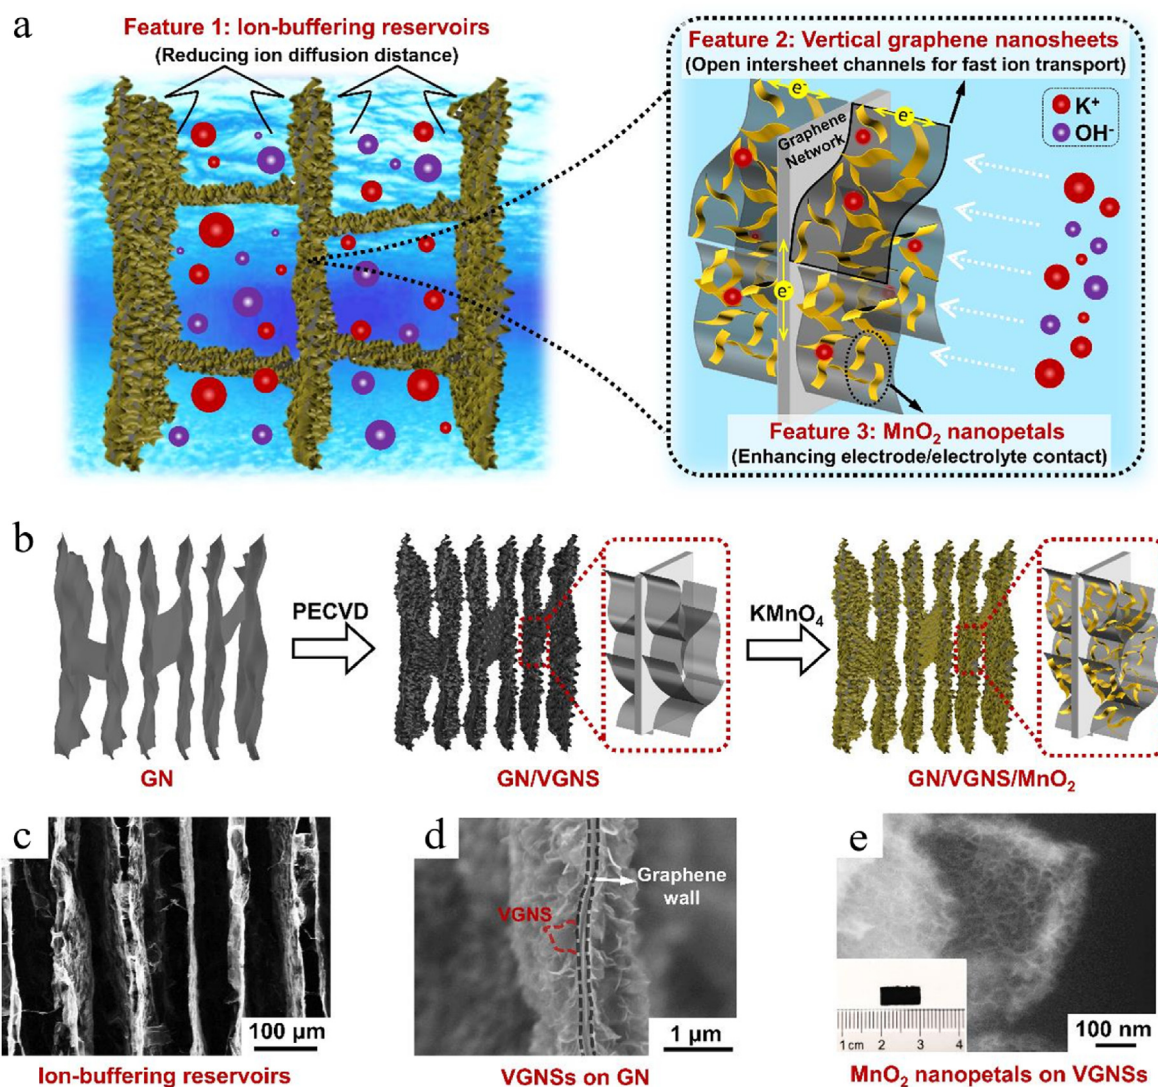 a
Feature 1: Ion-buffering reservoirs
(Reducing ion diffusion distance)
Feature 2: Vertical graphene nanosheets
(Open intersheet channels for fast ion transport)
e⁻
e⁻
K⁺
OH⁻
Graphene
Network
e⁻
Feature 3: MnO₂ nanopetals
(Enhancing electrode/electrolyte contact)
b
PECVD
KMnO₄
GN
GN/VGNS
GN/VGNS/MnO₂
c
100 μm
Ion-buffering reservoirs
d
Graphene
wall
VGNS
1 μm
VGNSs on GN
e
1 cm 2 3 4
100 nm
MnO₂ nanopetals on VGNSs